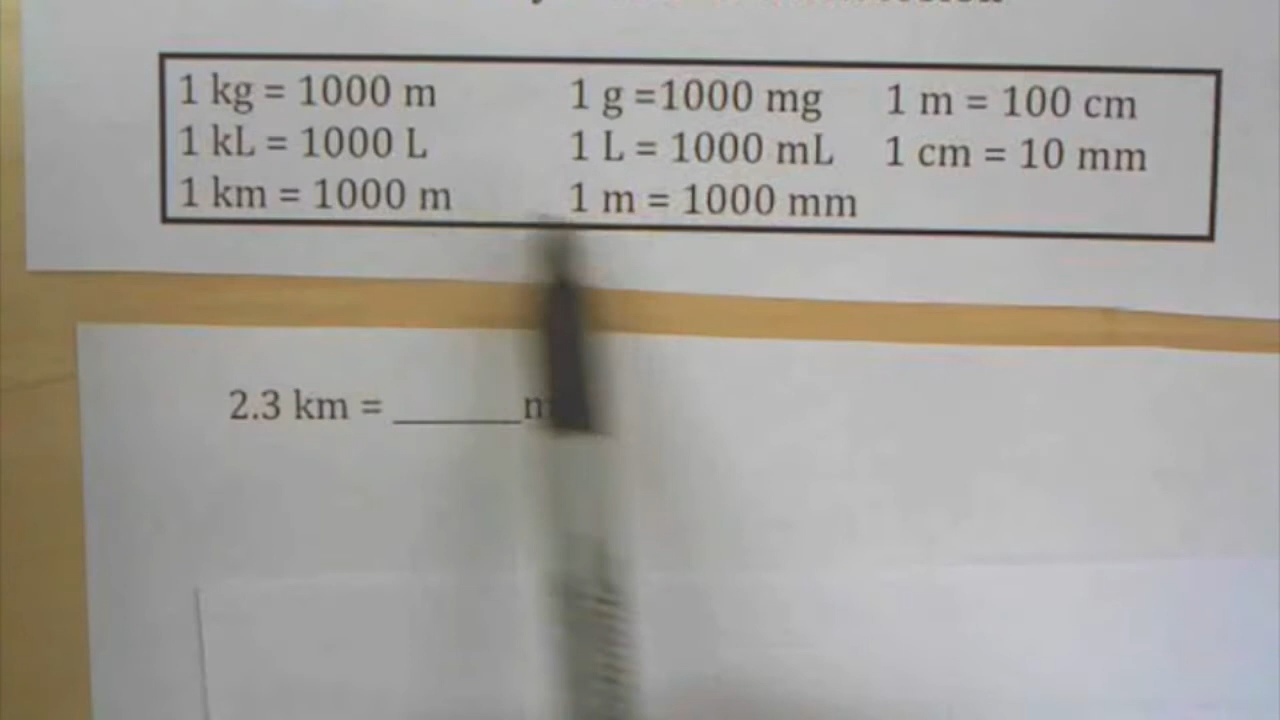 1 kg = 1000 m 1 g =1000 mg 1 m = 100 cm
1 kL = 1000 L 1 L = 1000 mL 1 cm = 10 mm
1 km = 1000 m 1 m = 1000 mm
2.3 km = ______